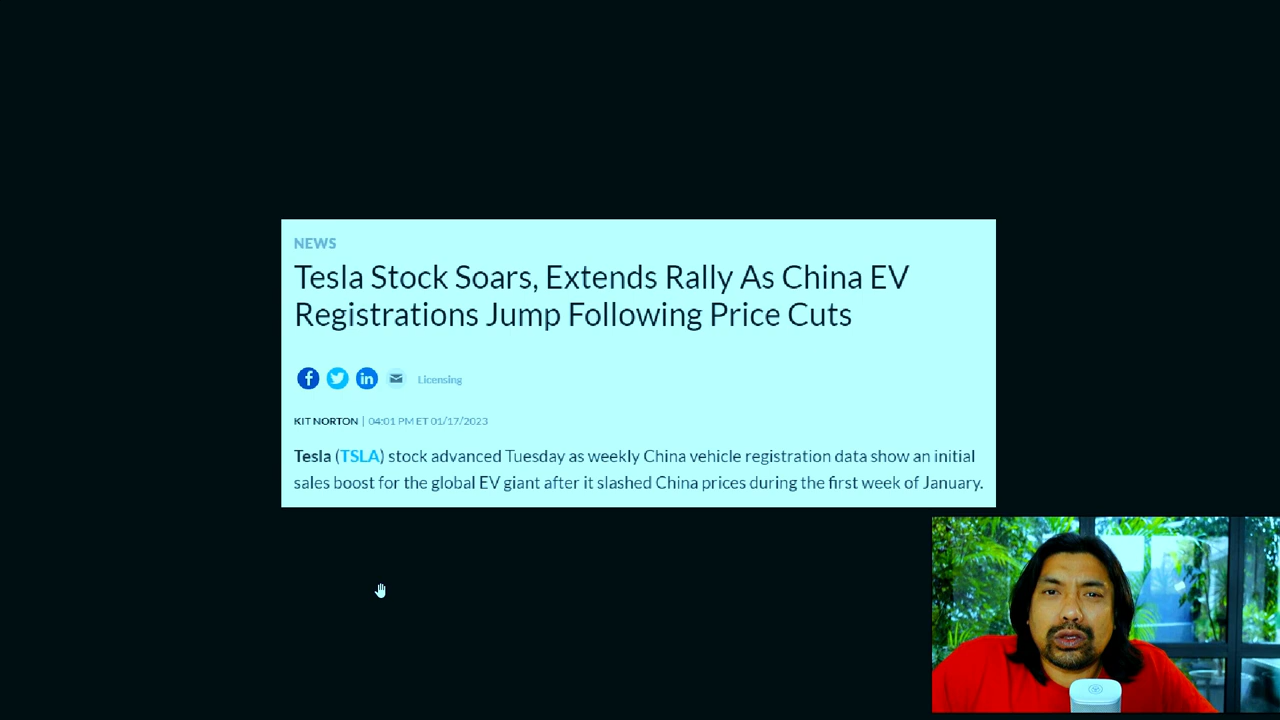 NEWS
Tesla Stock Soars, Extends Rally As China EV
Registrations Jump Following Price Cuts
Licensing
KIT NORTON | 04:01 PM ET 01/17/2023
Tesla (TSLA) stock advanced Tuesday as weekly China vehicle registration data show an initial
sales boost for the global EV giant after it slashed China prices during the first week of January.